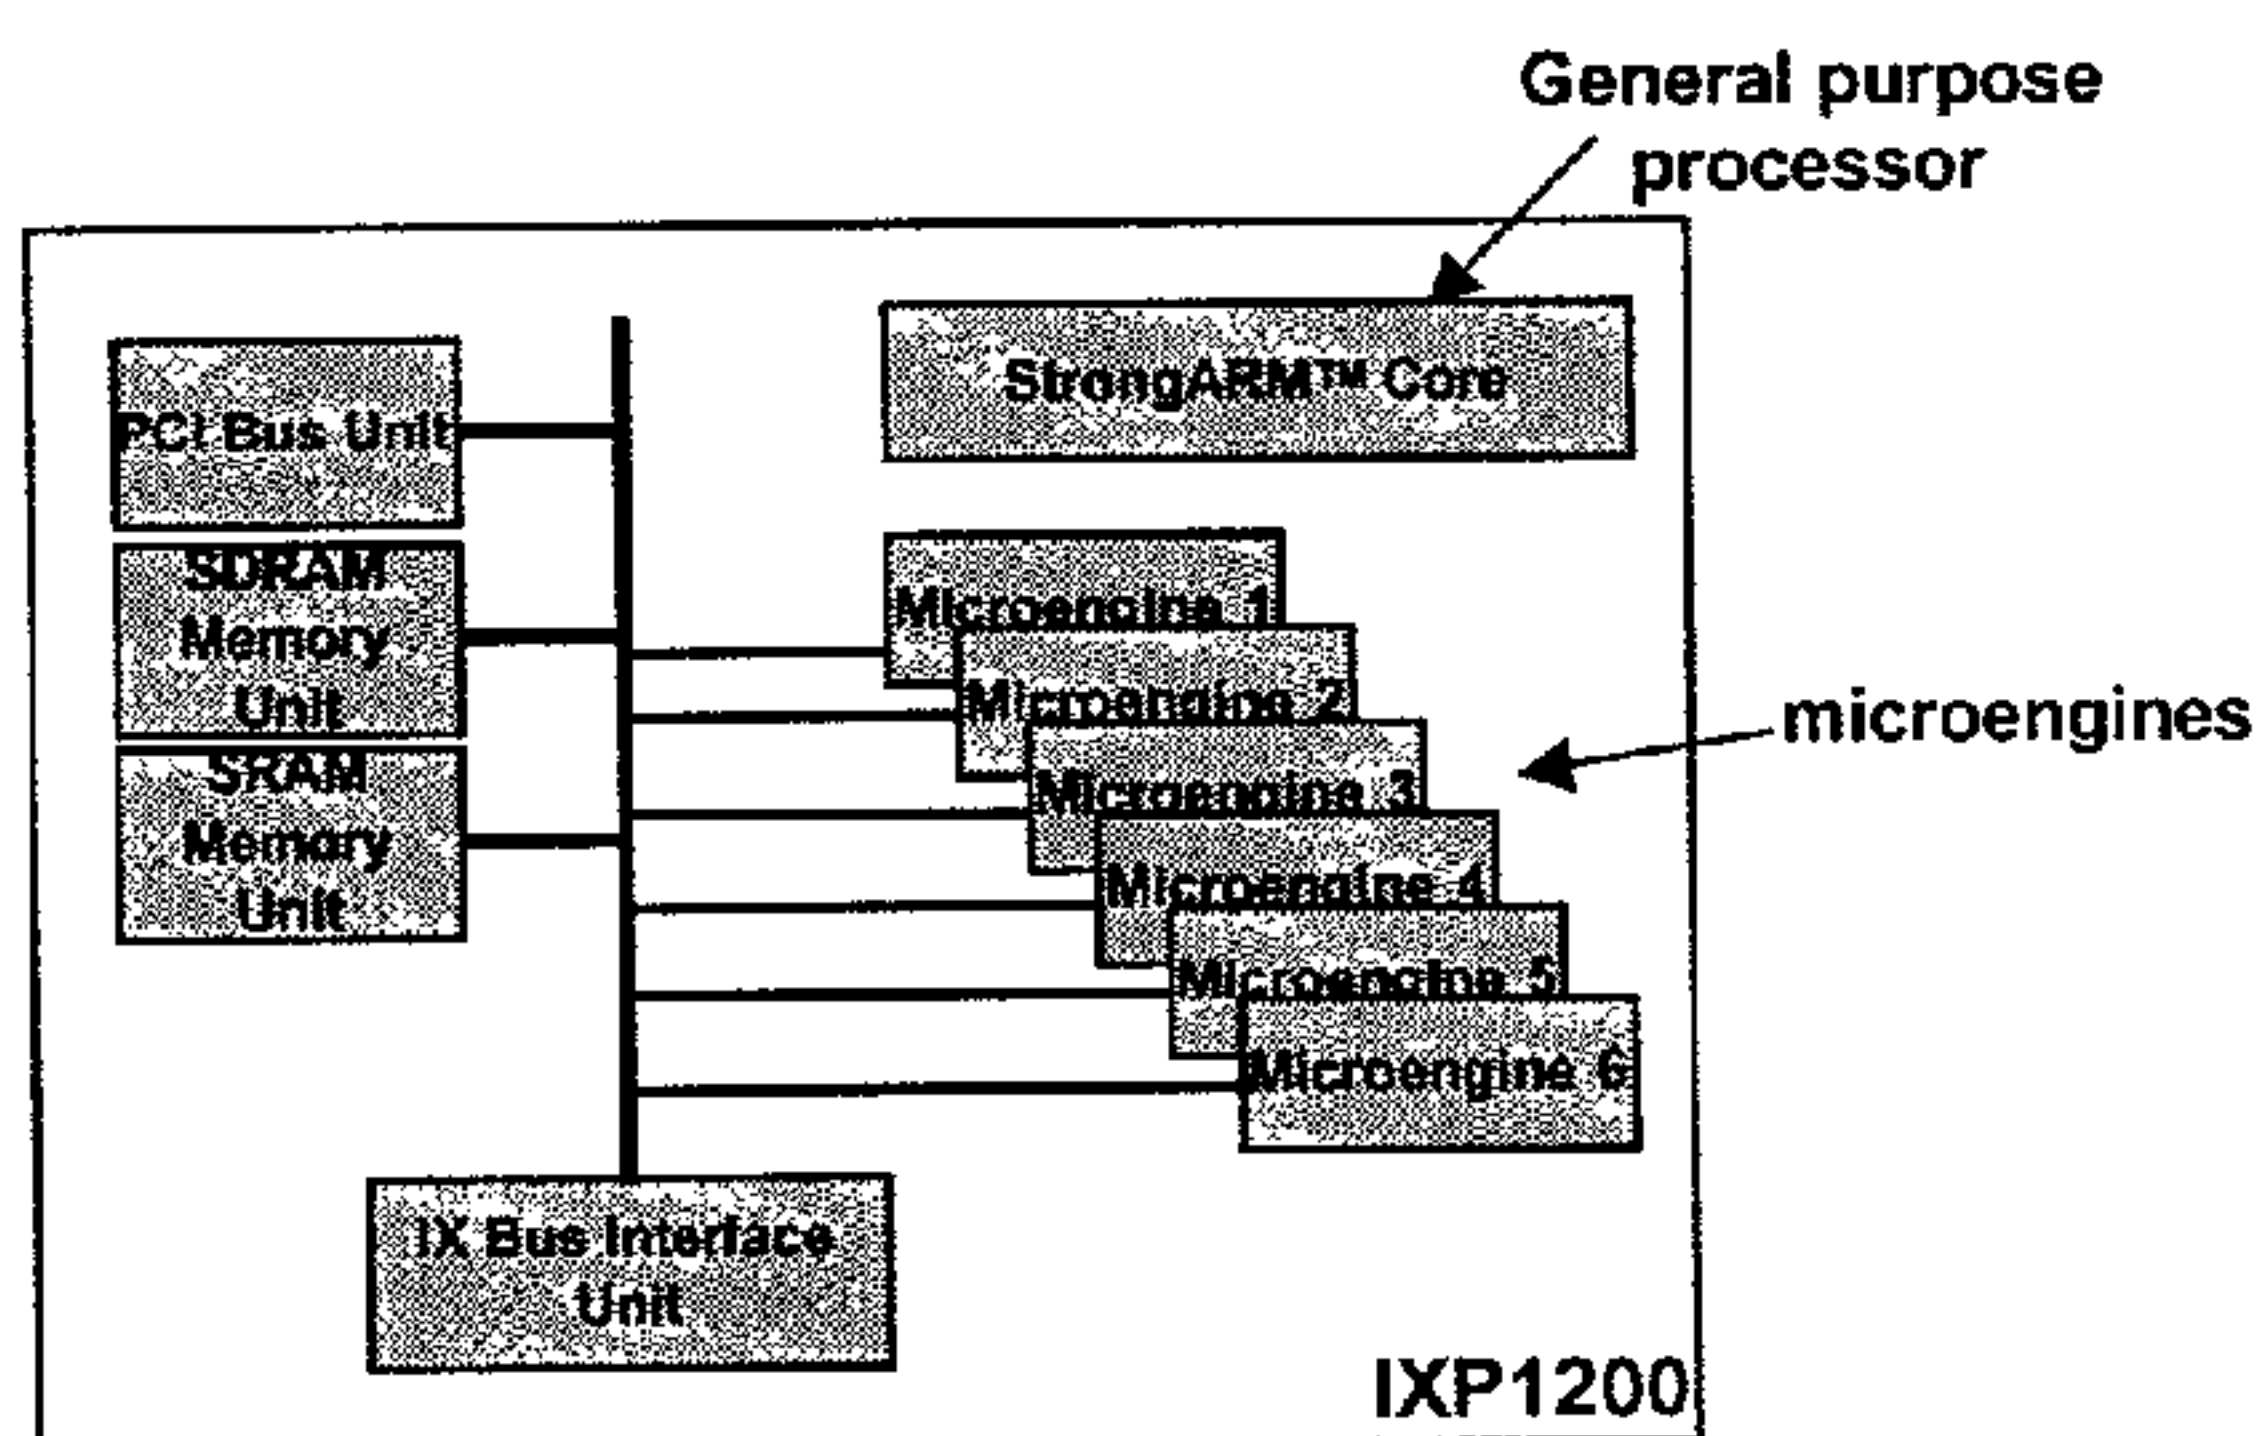 General purpose
processor
StrongARM™ Core
PCI Bus Unit
SDRAM
Memory
Unit
SRAM
Memory
Unit
Microengine 1
Microengine 2
Microengine 3
Microengine 4
Microengine 5
Microengine 6
microengines
IX Bus Interface
Unit
IXP1200